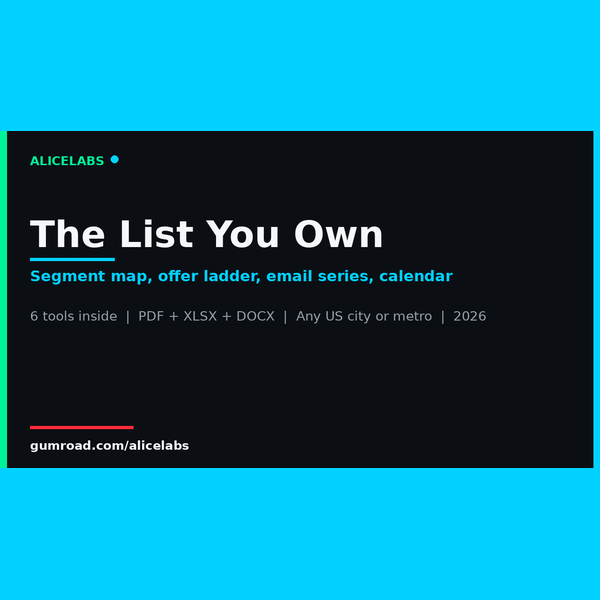 ALICELABS
The List You Own
Segment map, offer ladder, email series, calendar
6 tools inside | PDF + XLSX + DOCX | Any US city or metro | 2026
gumroad.com/alicelabs